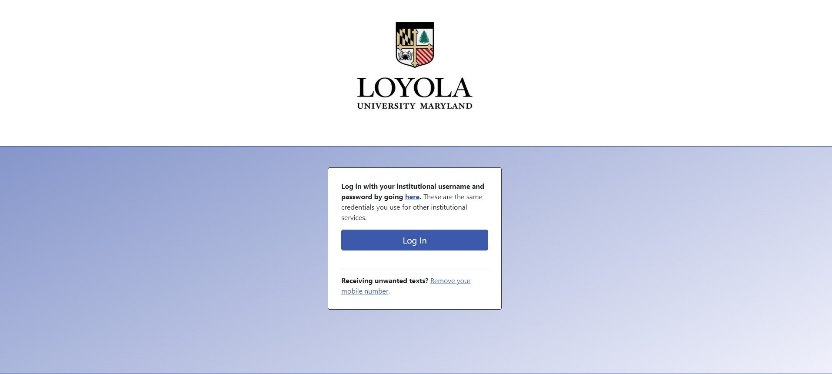 LOYOLA
UNIVERSITY MARYLAND
Log in with your institutional username and
password by going here. These are the same
credentials you use for other institutional
services.
Log In
Receiving unwanted texts? Remove your
mobile number.